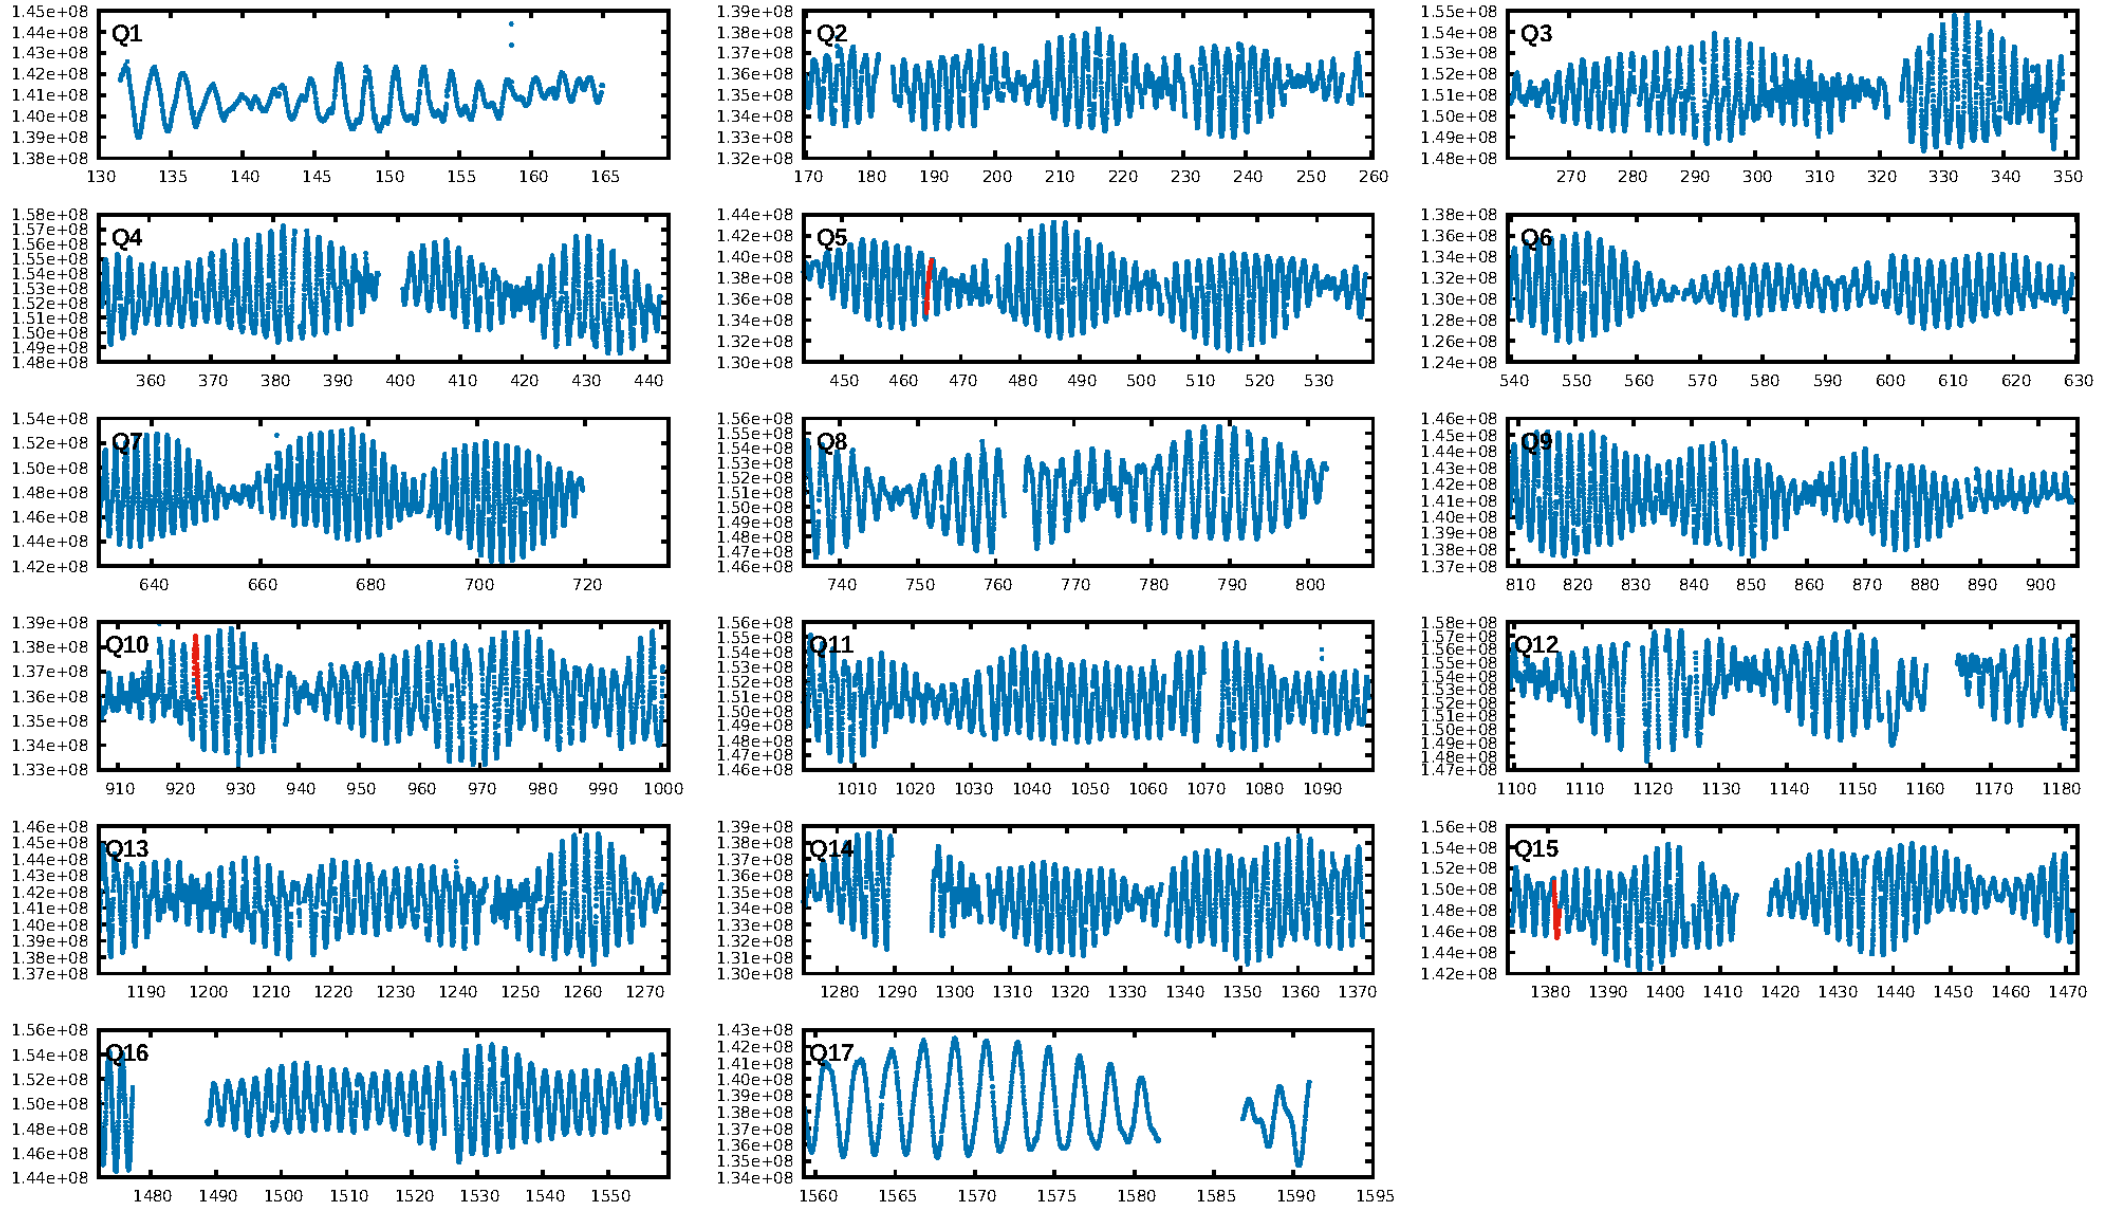 1.45e+08
1.44e+08
1.43e+08
1.42e+08
1.41e+08
1.40e+08
1.39e+08
1.38e+08
Q1
130 135 140 145 150 155 160 165
1.39e+08
1.38e+08
1.37e+08
1.36e+08
1.35e+08
1.34e+08
1.33e+08
1.32e+08
Q2
170 180 190 200 210 220 230 240 250 260
1.55e+08
1.54e+08
1.53e+08
1.52e+08
1.51e+08
1.50e+08
1.49e+08
1.48e+08
Q3
270 280 290 300 310 320 330 340 350
1.58e+08
1.57e+08
1.56e+08
1.55e+08
1.54e+08
1.53e+08
1.52e+08
1.51e+08
1.50e+08
1.49e+08
1.48e+08
Q4
360 370 380 390 400 410 420 430 440
1.44e+08
1.42e+08
1.40e+08
1.38e+08
1.36e+08
1.34e+08
1.32e+08
1.30e+08
Q5
450 460 470 480 490 500 510 520 530
1.38e+08
1.36e+08
1.34e+08
1.32e+08
1.30e+08
1.28e+08
1.26e+08
1.24e+08
Q6
540 550 560 570 580 590 600 610 620 630
1.54e+08
1.52e+08
1.50e+08
1.48e+08
1.46e+08
1.44e+08
1.42e+08
Q7
640 660 680 700 720
1.56e+08
1.55e+08
1.54e+08
1.53e+08
1.52e+08
1.51e+08
1.50e+08
1.49e+08
1.48e+08
1.47e+08
1.46e+08
Q8
740 750 760 770 780 790 800
1.46e+08
1.45e+08
1.44e+08
1.43e+08
1.42e+08
1.41e+08
1.40e+08
1.39e+08
1.38e+08
1.37e+08
Q9
810 820 830 840 850 860 870 880 890 900
1.39e+08
1.38e+08
1.37e+08
1.36e+08
1.35e+08
1.34e+08
1.33e+08
Q10
910 920 930 940 950 960 970 980 990 1000
1.56e+08
1.55e+08
1.54e+08
1.53e+08
1.52e+08
1.51e+08
1.50e+08
1.49e+08
1.48e+08
1.47e+08
1.46e+08
Q11
1010 1020 1030 1040 1050 1060 1070 1080 1090
1.58e+08
1.57e+08
1.56e+08
1.55e+08
1.54e+08
1.53e+08
1.52e+08
1.51e+08
1.50e+08
1.49e+08
1.48e+08
1.47e+08
Q12
1100 1110 1120 1130 1140 1150 1160 1170 1180
1.46e+08
1.45e+08
1.44e+08
1.43e+08
1.42e+08
1.41e+08
1.40e+08
1.39e+08
1.38e+08
1.37e+08
Q13
1190 1200 1210 1220 1230 1240 1250 1260 1270
1.39e+08
1.38e+08
1.37e+08
1.36e+08
1.35e+08
1.34e+08
1.33e+08
1.32e+08
1.31e+08
1.30e+08
Q14
1280 1290 1300 1310 1320 1330 1340 1350 1360 1370
1.56e+08
1.54e+08
1.52e+08
1.50e+08
1.48e+08
1.46e+08
1.44e+08
1.42e+08
Q15
1380 1390 1400 1410 1420 1430 1440 1450 1460 1470
1.56e+08
1.54e+08
1.52e+08
1.50e+08
1.48e+08
1.46e+08
1.44e+08
Q16
1480 1490 1500 1510 1520 1530 1540 1550
1.43e+08
1.42e+08
1.41e+08
1.40e+08
1.39e+08
1.38e+08
1.37e+08
1.36e+08
1.35e+08
1.34e+08
Q17
1560 1565 1570 1575 1580 1585 1590 1595